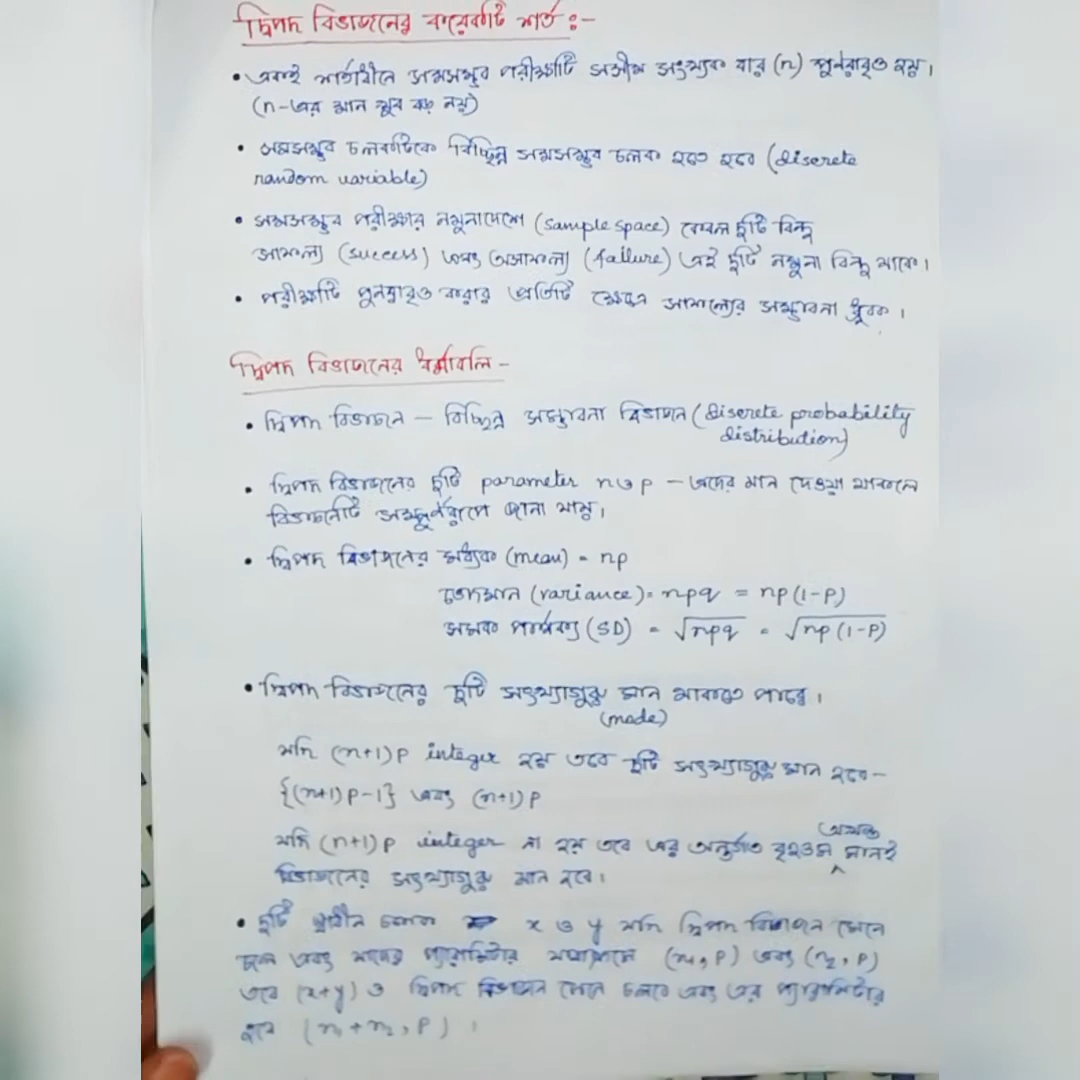 দ্বিপদ বিভাজনের কয়েকটি শর্ত :-
• একই শর্তাধীনে সমসম্ভব পরীক্ষাটি সসীম সংখ্যক বার (n) পুনরাবৃত্ত হয়।
(n-এর মান খুব বড় নয়)
• সমসম্ভব চলকটিকে বিচ্ছিন্ন সমসম্ভব চলক হতে হবে (discrete
random variable)
• সমসম্ভব পরীক্ষার নমুনাদেশে (sample space) কেবল দুটি বিন্দু
সাফল্য (success) এবং অসাফল্য (failure) এই দুটি নমুনা বিন্দু থাকে।
• পরীক্ষাটি পুনরাবৃত্ত করার প্রতিটি ক্ষেত্রে সাফল্যের সম্ভাবনা ধ্রুবক।
দ্বিপদ বিভাজনের ধর্মাবলি -
• দ্বিপদ বিভাজন — বিচ্ছিন্ন সম্ভাবনা বিভাজন (discrete probability
distribution)
• দ্বিপদ বিভাজনের দুটি parameter n ও p - এদের মান দেওয়া থাকলে
বিভাজনটি সম্পূর্ণরূপে জানা যায়।
• দ্বিপদ বিভাজনের মধ্যক (mean) = np
ভেদমান (variance) = npq = np(1-p)
সমক পার্থক্য (SD) = √npq = √np(1-p)
• দ্বিপদ বিভাজনের দুটি সংখ্যাগুরু মান থাকতে পারে।
(mode)
যদি (n+1)p integer হয় তবে দুটি সংখ্যাগুরু মান হবে-
{(n+1)p-1} এবং (n+1)p
যদি (n+1)p integer না হয় তবে এর অন্তর্গত বৃহত্তম অখন্ড মানই
বিভাজনের সংখ্যাগুরু মান হবে।
• দুটি স্বাধীন চলক x ও y যদি দ্বিপদ বিভাজন মেনে
চলে এবং যাদের প্যারামিটার যথাক্রমে (n₁, p) এবং (n₂, p)
তবে (x+y) ও দ্বিপদ বিভাজন মেনে চলবে এবং এর প্যারামিটার
হবে (n₁+n₂, p)।